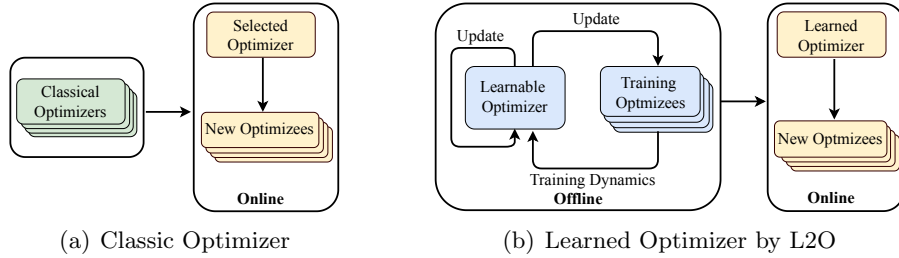 Classical
Optimizers
Selected
Optimizer
New Optimizees
Online
(a) Classic Optimizer
Update
Update
Learnable
Optimizer
Training
Optmizees
Training Dynamics
Offline
Learned
Optimizer
New Optmizees
Online
(b) Learned Optimizer by L2O